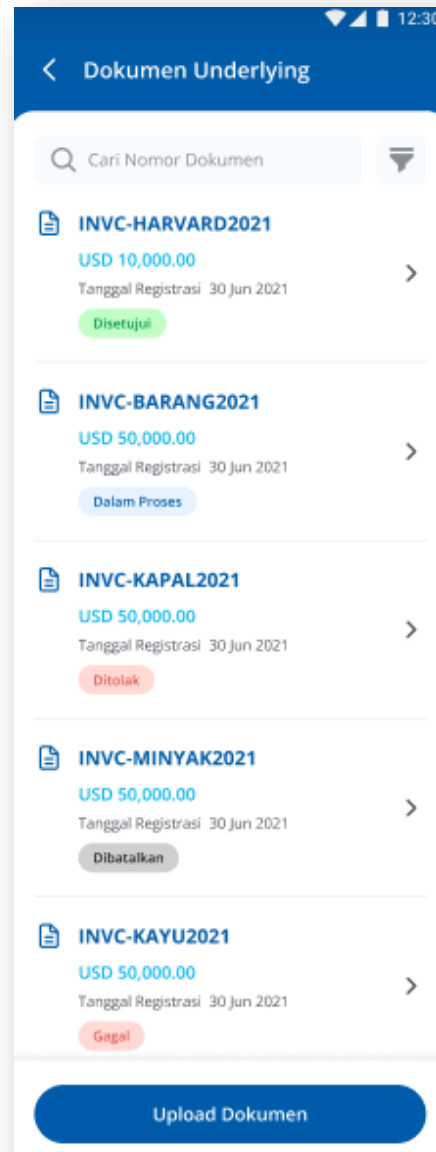 12:30
Dokumen Underlying
Cari Nomor Dokumen
INVC-HARVARD2021
USD 10,000.00
Tanggal Registrasi 30 Jun 2021
Disetujui
INVC-BARANG2021
USD 50,000.00
Tanggal Registrasi 30 Jun 2021
Dalam Proses
INVC-KAPAL2021
USD 50,000.00
Tanggal Registrasi 30 Jun 2021
Ditolak
INVC-MINYAK2021
USD 50,000.00
Tanggal Registrasi 30 Jun 2021
Dibatalkan
INVC-KAYU2021
USD 50,000.00
Tanggal Registrasi 30 Jun 2021
Gagal
Upload Dokumen